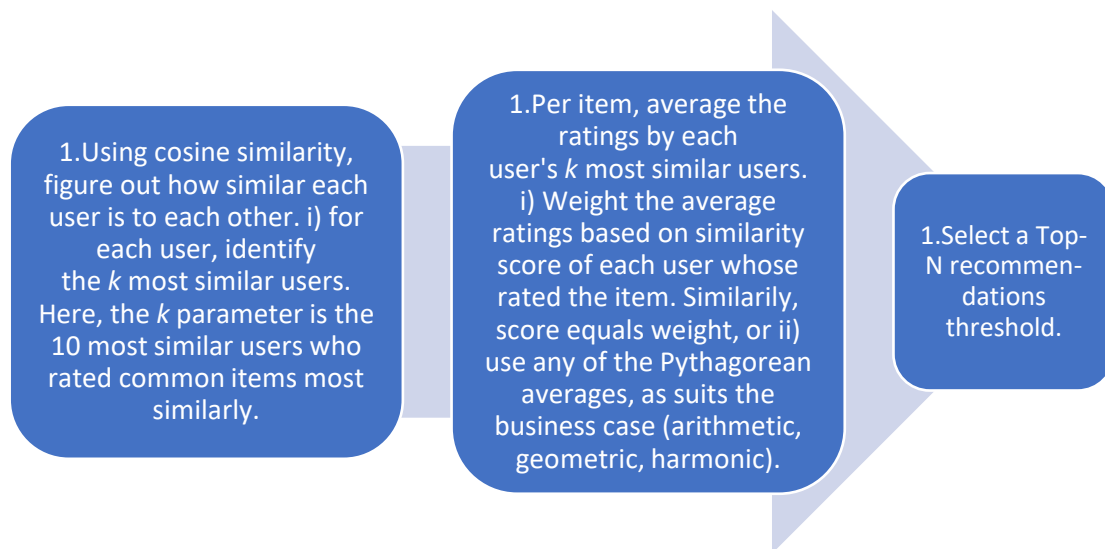 1.Using cosine similarity,
figure out how similar each
user is to each other. i) for
each user, identify
the k most similar users.
Here, the k parameter is the
10 most similar users who
rated common items most
similarly.
1.Per item, average the
ratings by each
user's k most similar users.
i) Weight the average
ratings based on similarity
score of each user whose
rated the item. Similarily,
score equals weight, or ii)
use any of the Pythagorean
averages, as suits the
business case (arithmetic,
geometric, harmonic).
1.Select a Top-
N recommen-
dations
threshold.